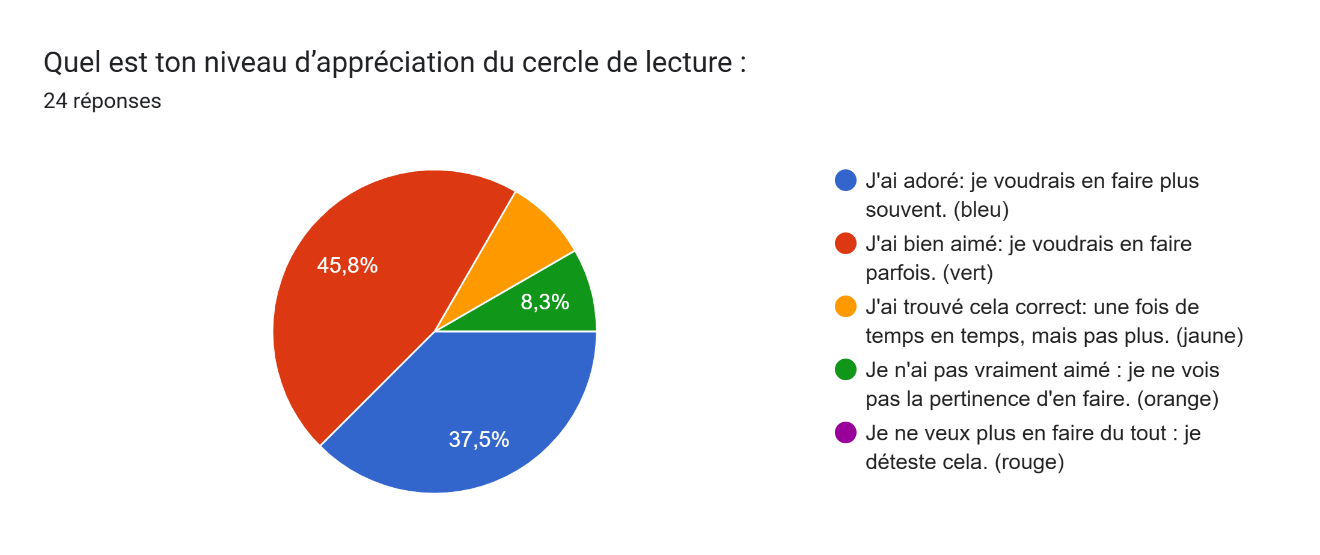 Quel est ton niveau d’appréciation du cercle de lecture :
24 réponses
45,8%
8,3%
37,5%
J'ai adoré: je voudrais en faire plus
souvent. (bleu)
J'ai bien aimé: je voudrais en faire
parfois. (vert)
J'ai trouvé cela correct: une fois de
temps en temps, mais pas plus. (jaune)
Je n'ai pas vraiment aimé : je ne vois
pas la pertinence d'en faire. (orange)
Je ne veux plus en faire du tout : je
déteste cela. (rouge)